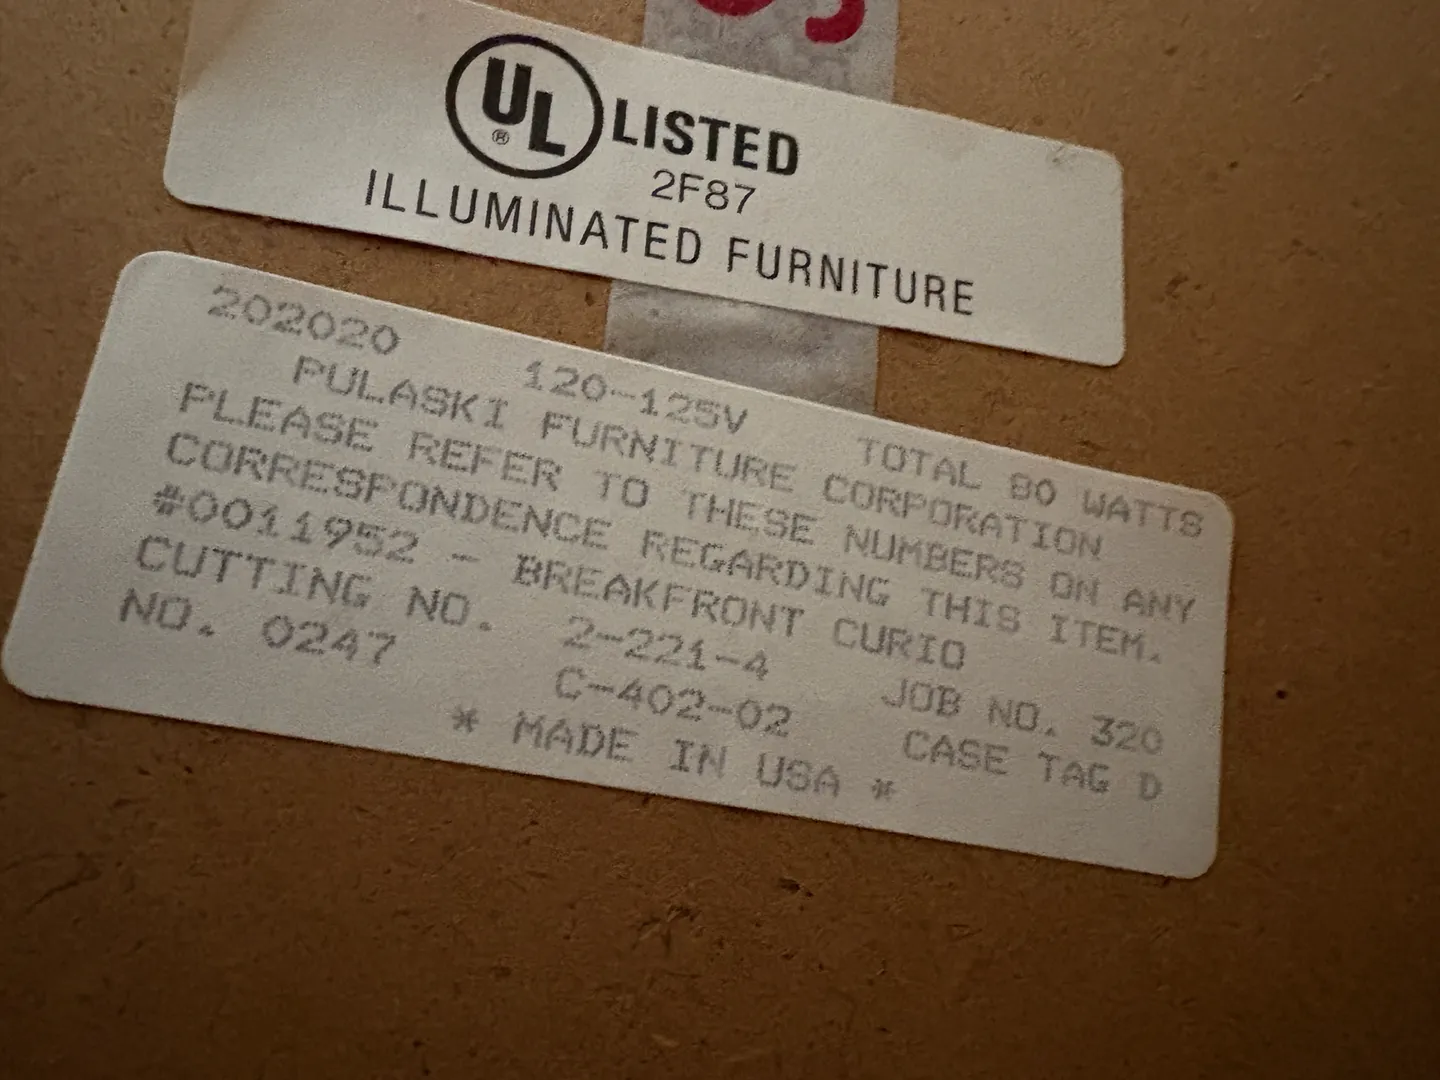 UL® LISTED
2F87
ILLUMINATED FURNITURE
202020 120-125V TOTAL 80 WATTS
PULASKI FURNITURE CORPORATION
PLEASE REFER TO THESE NUMBERS ON ANY
CORRESPONDENCE REGARDING THIS ITEM.
#0011952 - BREAKFRONT CURIO
CUTTING NO. 2-221-4 JOB NO. 320
NO. 0247 C-402-02 CASE TAG D
* MADE IN USA *